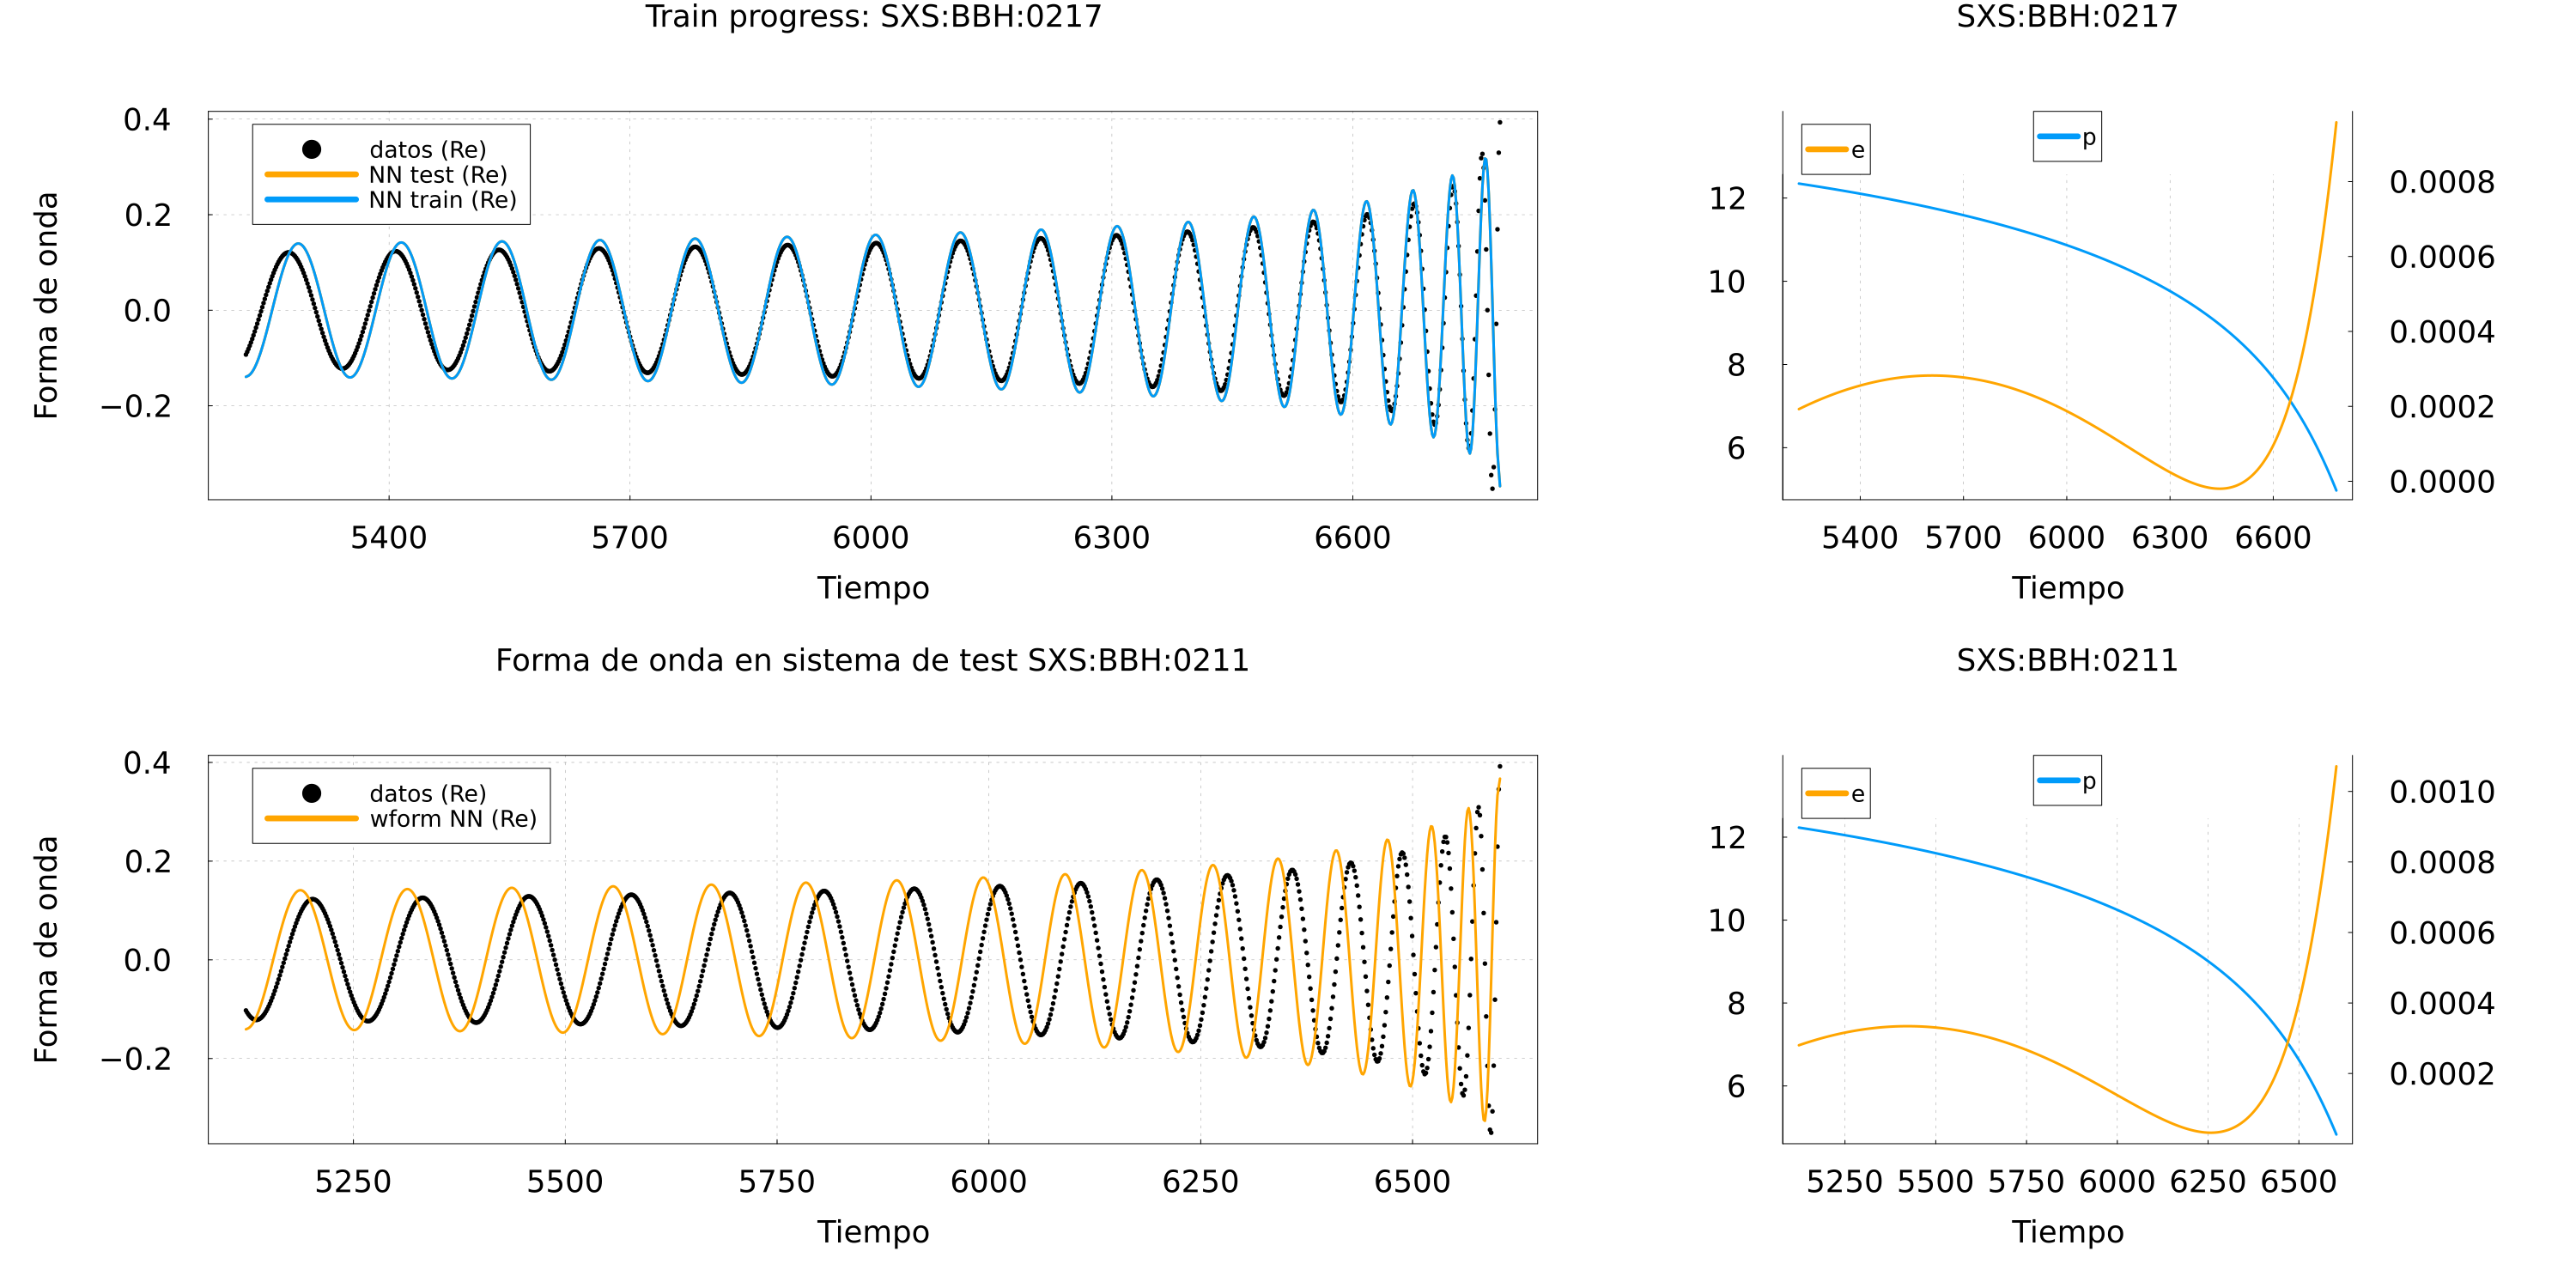 Train progress: SXS:BBH:0217
0.4
0.2
0.0
−0.2
Forma de onda
datos (Re)
NN test (Re)
NN train (Re)
5400 5700 6000 6300 6600
Tiempo
SXS:BBH:0217
e
p
12
10
8
6
0.0008
0.0006
0.0004
0.0002
0.0000
5400 5700 6000 6300 6600
Tiempo
Forma de onda en sistema de test SXS:BBH:0211
0.4
0.2
0.0
−0.2
Forma de onda
datos (Re)
wform NN (Re)
5250 5500 5750 6000 6250 6500
Tiempo
SXS:BBH:0211
e
p
12
10
8
6
0.0010
0.0008
0.0006
0.0004
0.0002
5250 5500 5750 6000 6250 6500
Tiempo